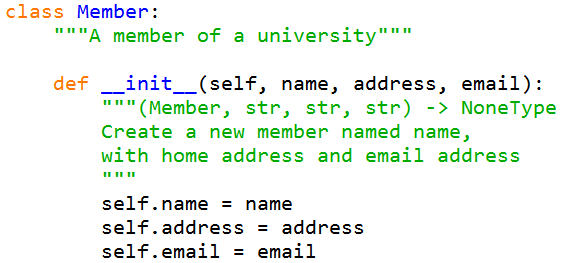 class Member:
    """A member of a university"""

    def __init__(self, name, address, email):
        """(Member, str, str, str) -> NoneType
        Create a new member named name,
        with home address and email address
        """
        self.name = name
        self.address = address
        self.email = email